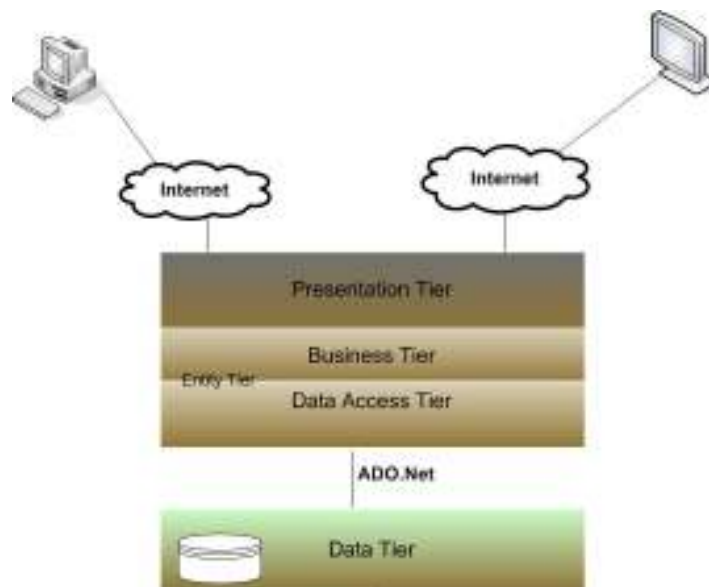 Internet
Internet
Presentation Tier
Business Tier
Entity Tier
Data Access Tier
ADO.Net
Data Tier